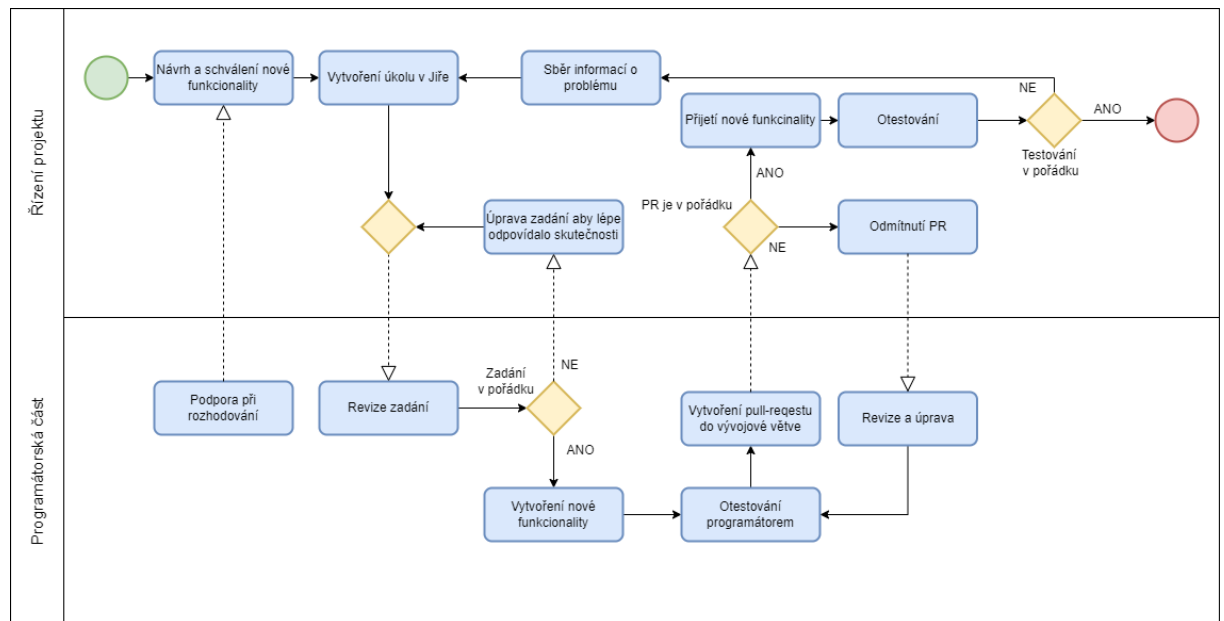 Řízení projektu
Návrh a schválení nové
funkcionality
Vytvoření úkolu v Jiře
Sběr informací o
problému
NE
Přijetí nové funkcinality
Otestování
ANO
Testování
v pořádku
ANO
PR je v pořádku
NE
Úprava zadání aby lépe
odpovídalo skutečnosti
Odmítnutí PR
Programátorská část
Podpora při
rozhodování
Revize zadání
Zadání
v pořádku
NE
ANO
Vytvoření pull-reqestu
do vývojové větve
Revize a úprava
Vytvoření nové
funkcionality
Otestování
programátorem